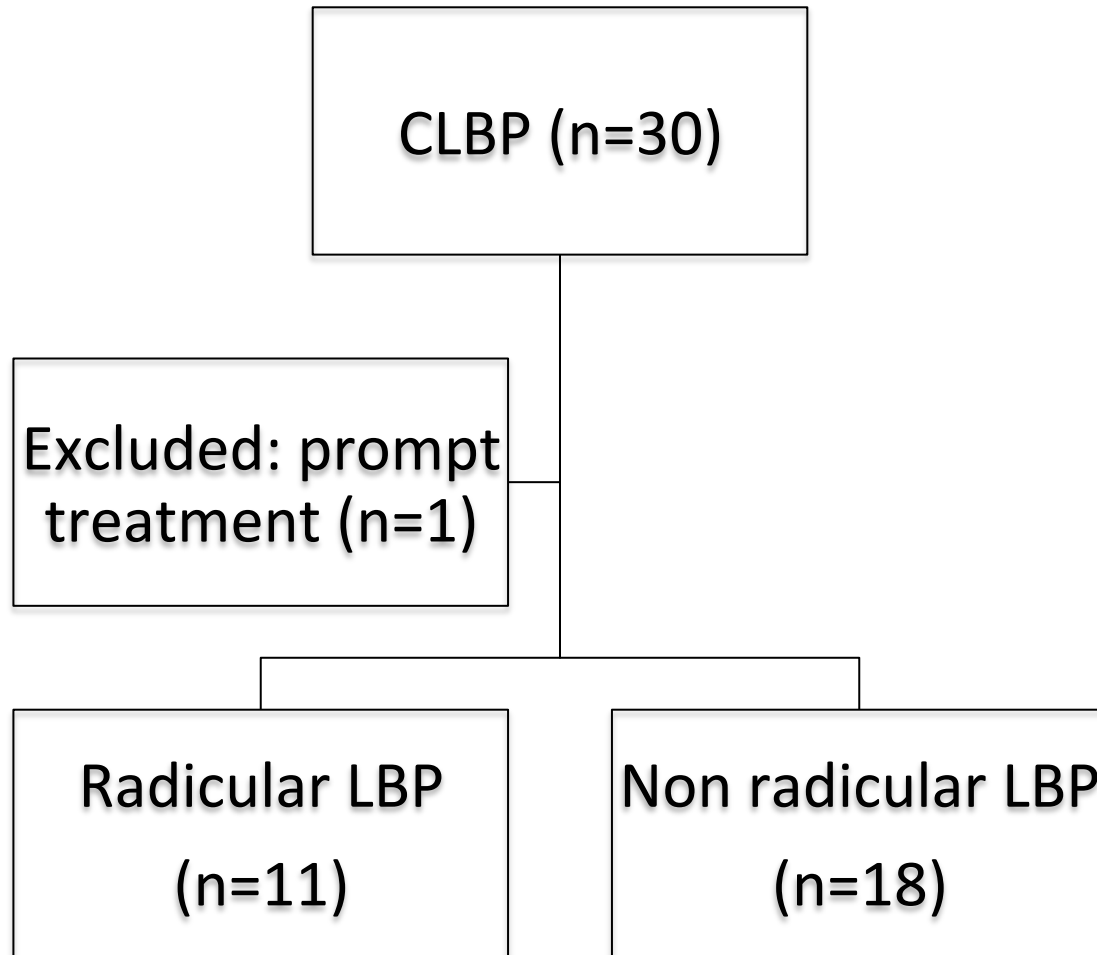 CLBP (n=30)
Excluded: prompt
treatment (n=1)
Radicular LBP
(n=11)
Non radicular LBP
(n=18)